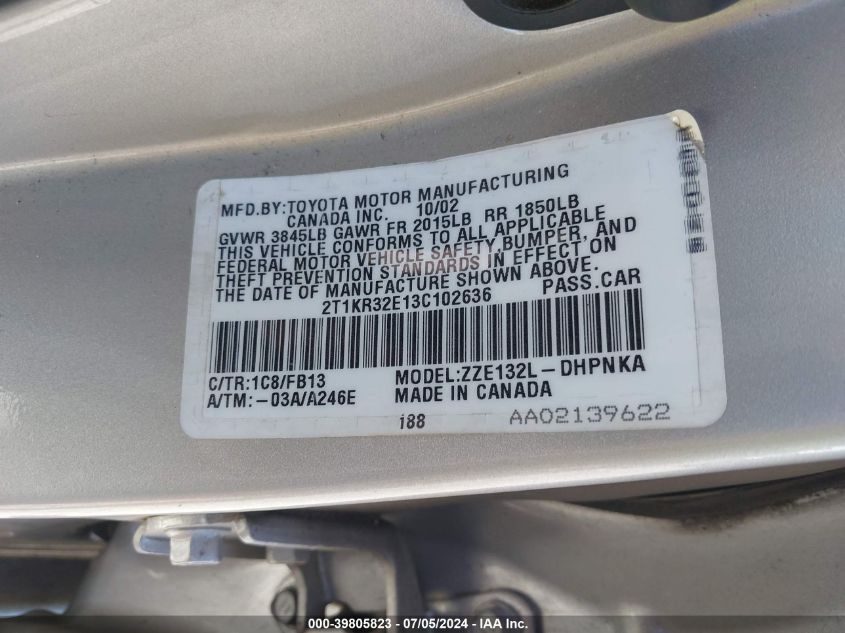 MFD.BY:TOYOTA MOTOR MANUFACTURING
CANADA INC. 10/02
GVWR 3845LB GAWR FR 2015LB RR 1850LB
THIS VEHICLE CONFORMS TO ALL APPLICABLE
FEDERAL MOTOR VEHICLE SAFETY,BUMPER, AND
THEFT PREVENTION STANDARDS IN EFFECT ON
THE DATE OF MANUFACTURE SHOWN ABOVE.
2T1KR32E13C102636 PASS.CAR
C/TR:1C8/FB13 MODEL:ZZE132L-DHPNKA
A/TM:-03A/A246E MADE IN CANADA
i88 AA02139622
000-39805823 / 07/05/2024 - IAA Inc.